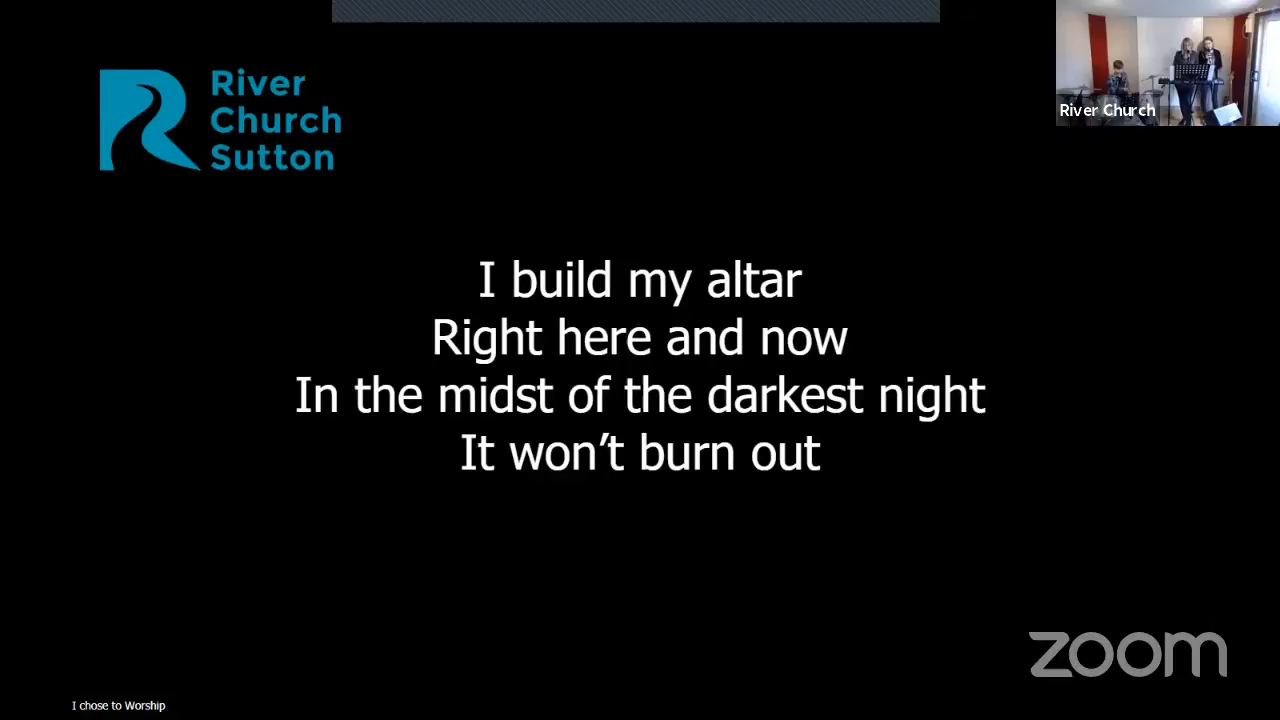 River
Church
Sutton
River Church
I build my altar
Right here and now
In the midst of the darkest night
It won’t burn out
zoom
I chose to Worship